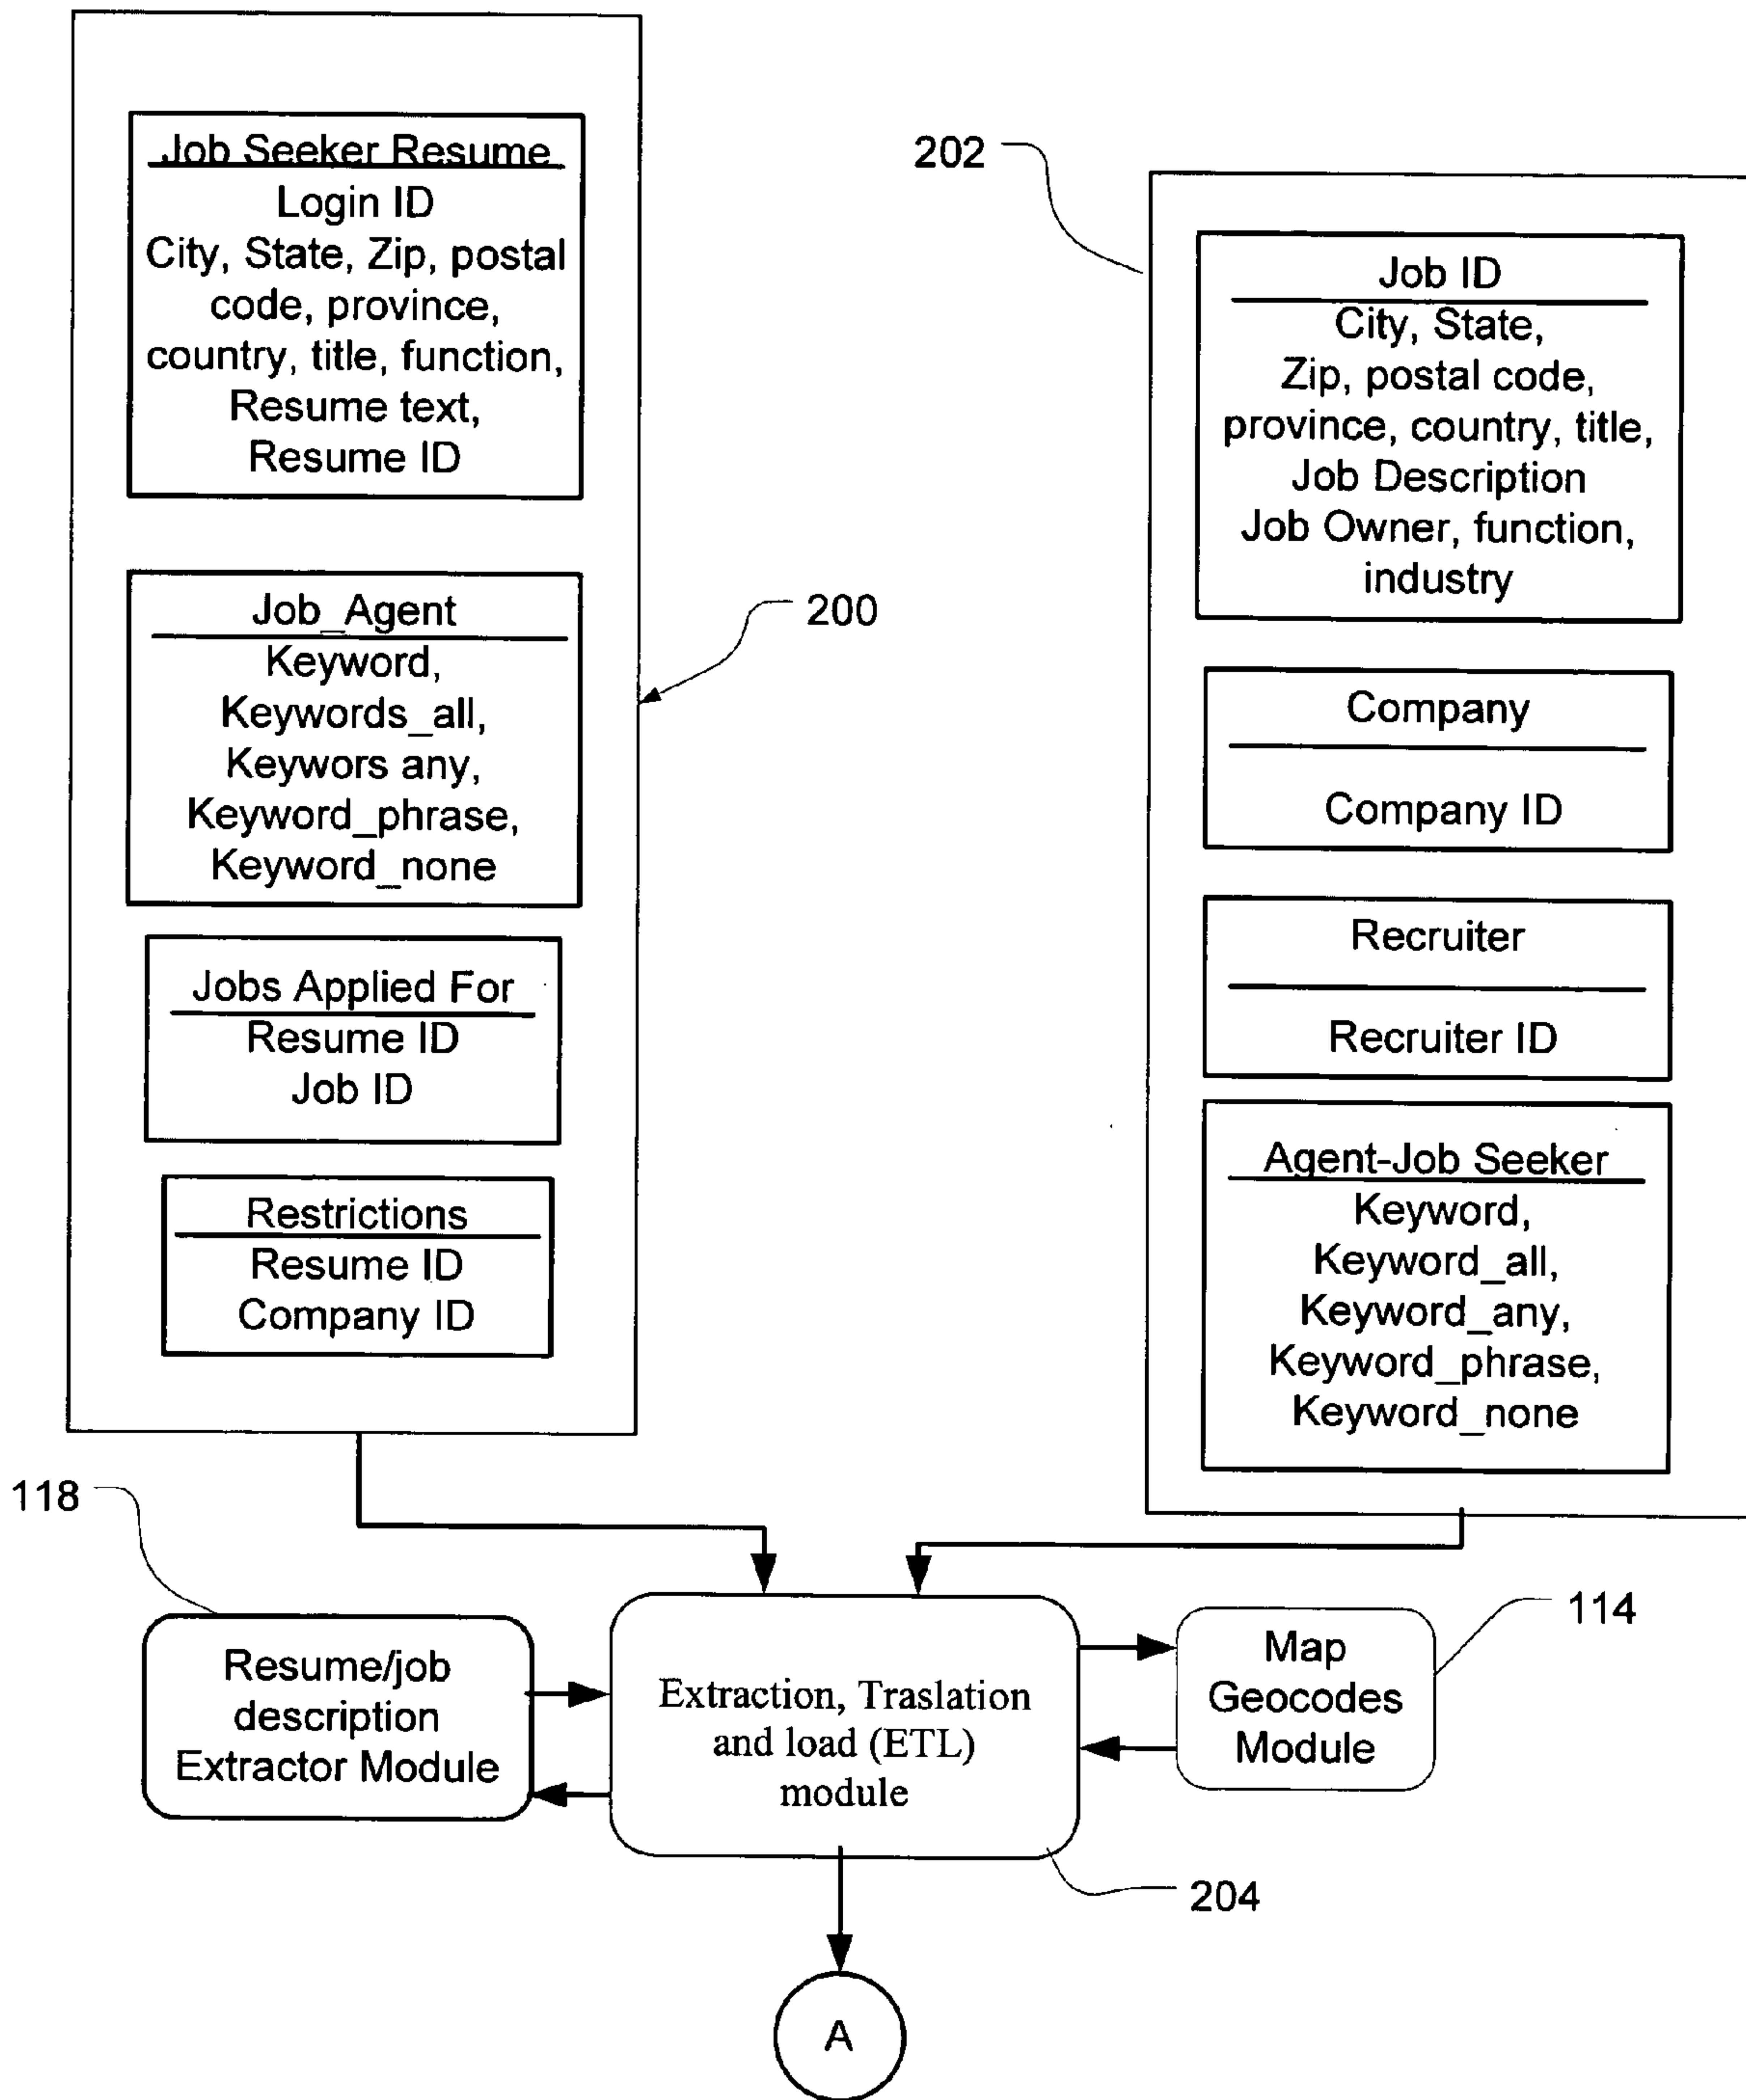 Job Seeker Resume
Login ID
City, State, Zip, postal
code, province,
country, title, function,
Resume text,
Resume ID
Job_Agent
Keyword,
Keywords_all,
Keywors any,
Keyword_phrase,
Keyword_none
Jobs Applied For
Resume ID
Job ID
Restrictions
Resume ID
Company ID
200
202
Job ID
City, State,
Zip, postal code,
province, country, title,
Job Description
Job Owner, function,
industry
Company
Company ID
Recruiter
Recruiter ID
Agent-Job Seeker
Keyword,
Keyword_all,
Keyword_any,
Keyword_phrase,
Keyword_none
118
Resume/job
description
Extractor Module
Extraction, Traslation
and load (ETL)
module
204
114
Map
Geocodes
Module
A